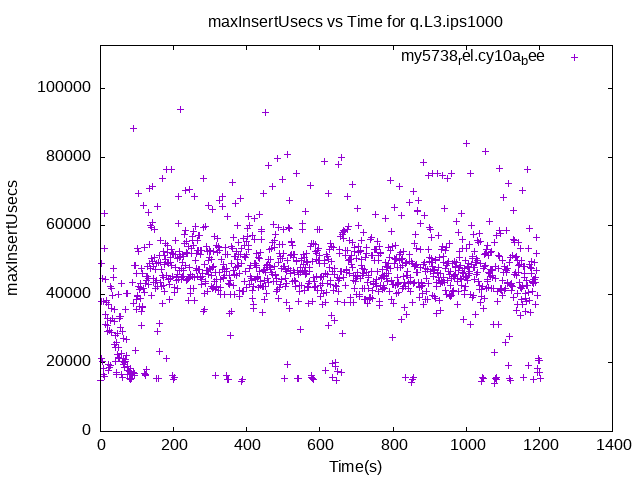 maxInsertUsecs vs Time for q.L3.ips1000
my5738rel.cy10abee
100000
80000
60000
40000
20000
0
maxInsertUsecs
0 200 400 600 800 1000 1200 1400
Time(s)